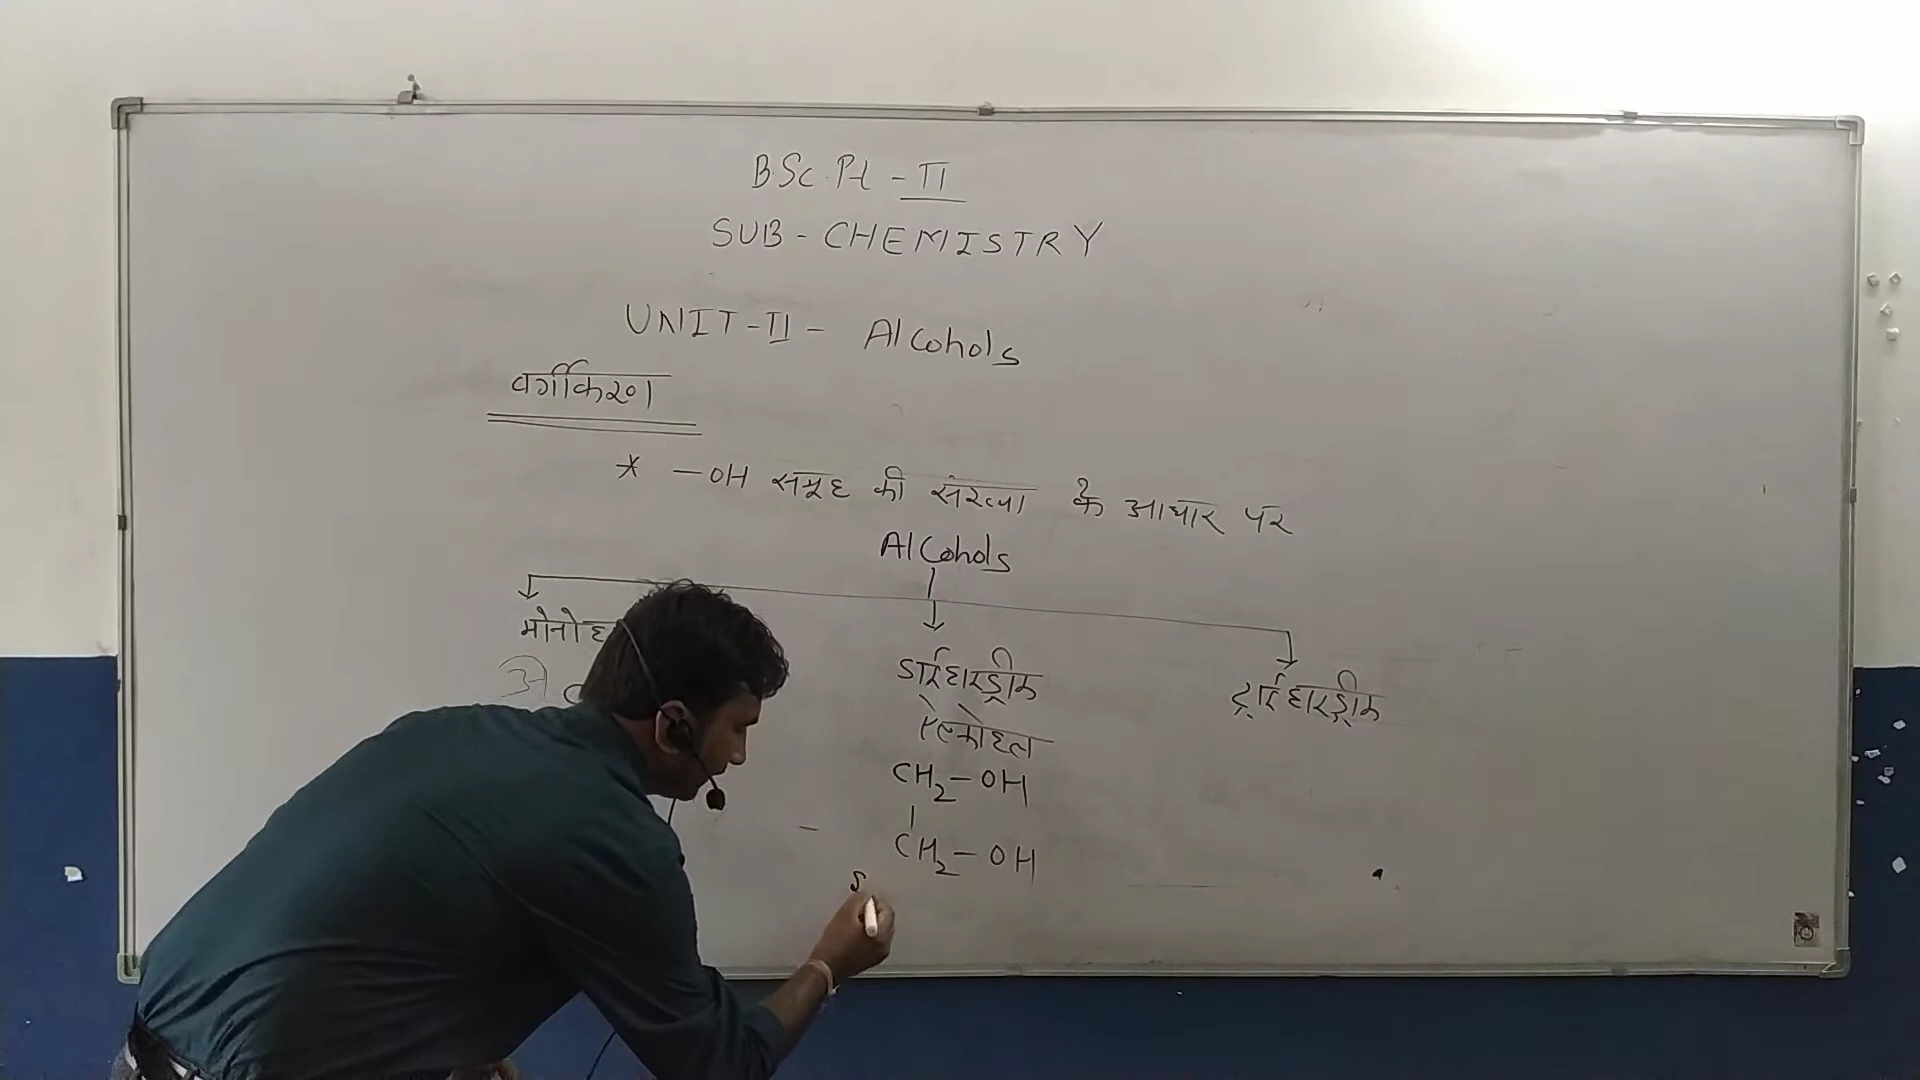 B.Sc. Pt - II
SUB - CHEMISTRY
UNIT - II - Alcohols
वर्गीकरण
* - OH समूह की संख्या के आधार पर
Alcohols
डाईहाइड्रीक
ट्राईहाइड्रीक
ऐल्कोहल
CH2 - OH
|
CH2 - OH